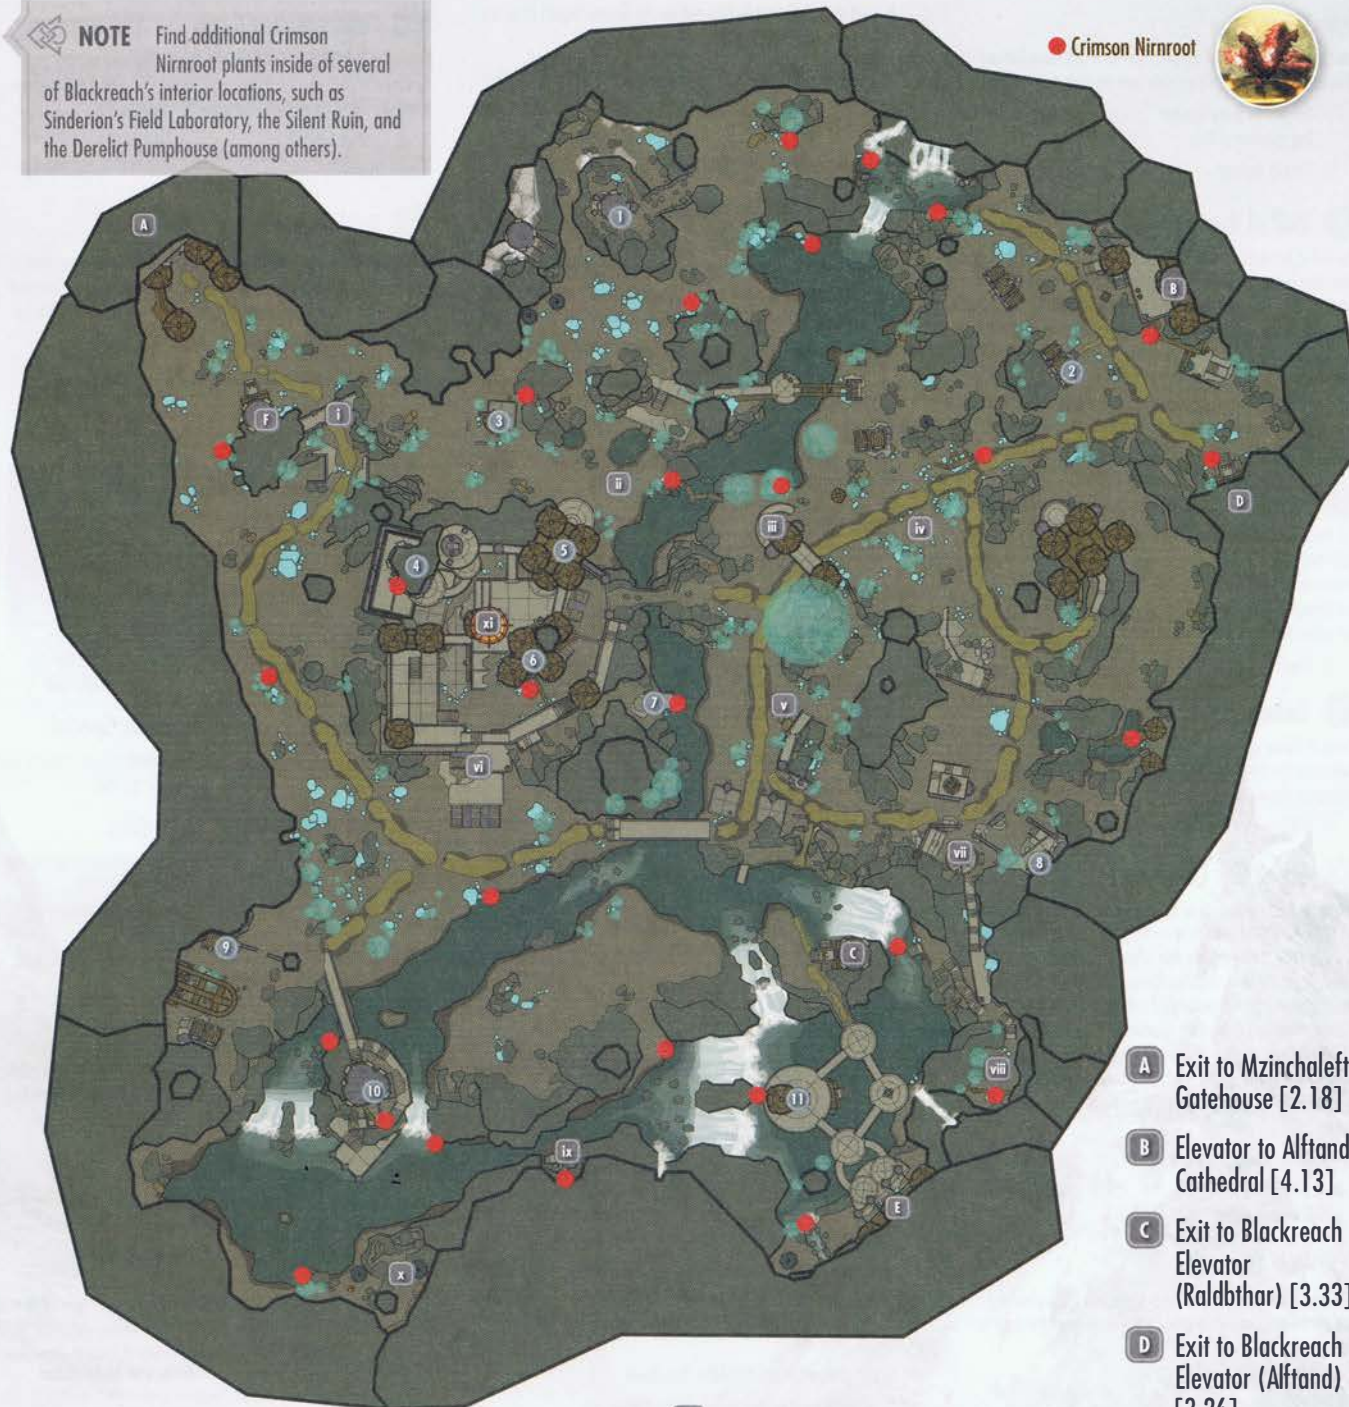 NOTE Find additional Crimson
Nirnroot plants inside of several
of Blackreach's interior locations, such as
Sinderion's Field Laboratory, the Silent Ruin, and
the Derelict Pumphouse (among others).
Crimson Nirnroot
A
1
B
2
F
i
3
ii
D
iii
iv
4
5
xi
6
7
v
vi
vii
8
9
C
viii
10
11
ix
E
x
A Exit to Mzinchaleft
Gatehouse [2.18]
B Elevator to Alftand
Cathedral [4.13]
C Exit to Blackreach
Elevator
(Raldbthar) [3.33]
D Exit to Blackreach
Elevator (Alftand)